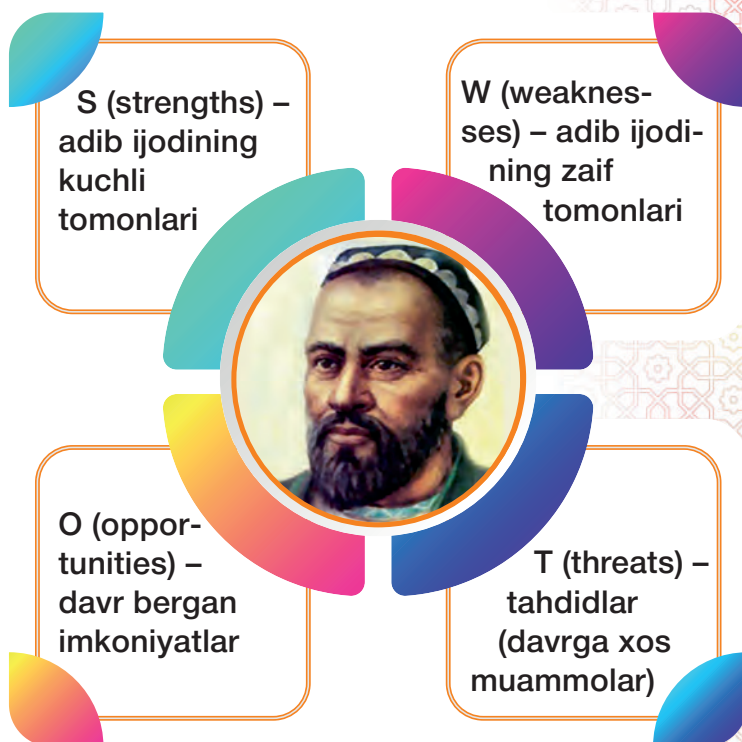 S (strengths) –
adib ijodining
kuchli
tomonlari
W (weaknes-
ses) – adib ijodi-
ning zaif
tomonlari
O (oppor-
tunities) –
davr bergan
imkoniyatlar
T (threats) –
tahdidlar
(davrga xos
muammolar)